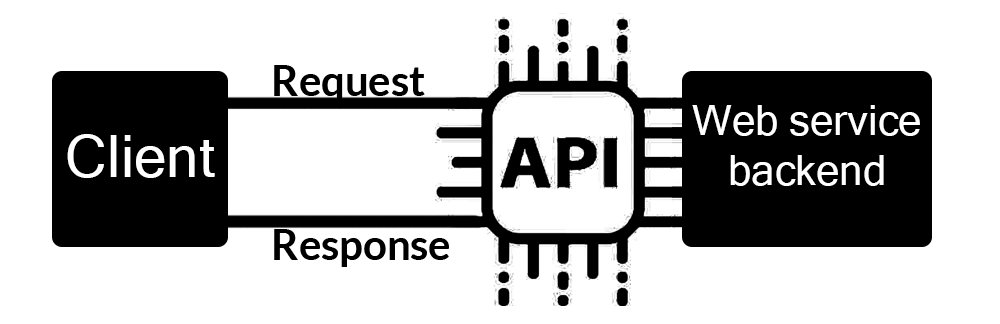 Request
Client
API
Web service
backend
Response